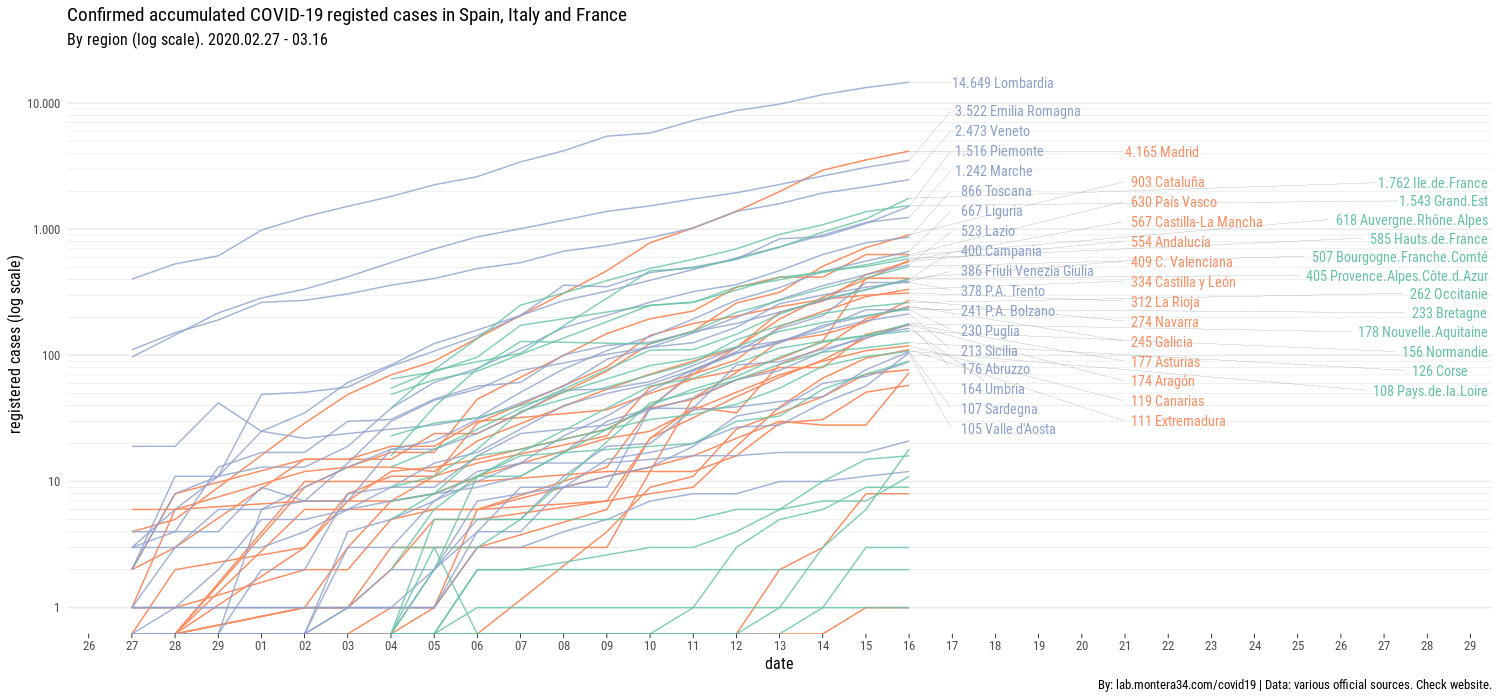 Confirmed accumulated COVID-19 registed cases in Spain, Italy and France
By region (log scale). 2020.02.27 - 03.16
registered cases (log scale)
10.000
1.000
100
10
1
14.649 Lombardia
3.522 Emilia Romagna
2.473 Veneto
1.516 Piemonte
1.242 Marche
866 Toscana
667 Liguria
523 Lazio
400 Campania
386 Friuli Venezia Giulia
378 P.A. Trento
241 P.A. Bolzano
230 Puglia
213 Sicilia
176 Abruzzo
164 Umbria
107 Sardegna
105 Valle d'Aosta
4.165 Madrid
903 Cataluña
630 País Vasco
567 Castilla-La Mancha
554 Andalucía
409 C. Valenciana
334 Castilla y León
312 La Rioja
274 Navarra
245 Galicia
177 Asturias
174 Aragón
119 Canarias
111 Extremadura
1.762 Ile.de.France
1.543 Grand.Est
618 Auvergne.Rhône.Alpes
585 Hauts.de.France
507 Bourgogne.Franche.Comté
405 Provence.Alpes.Côte.d.Azur
262 Occitanie
233 Bretagne
178 Nouvelle.Aquitaine
156 Normandie
126 Corse
108 Pays.de.la.Loire
26 27 28 29 01 02 03 04 05 06 07 08 09 10 11 12 13 14 15 16 17 18 19 20 21 22 23 24 25 26 27 28 29
date
By: lab.montera34.com/covid19 | Data: various official sources. Check website.